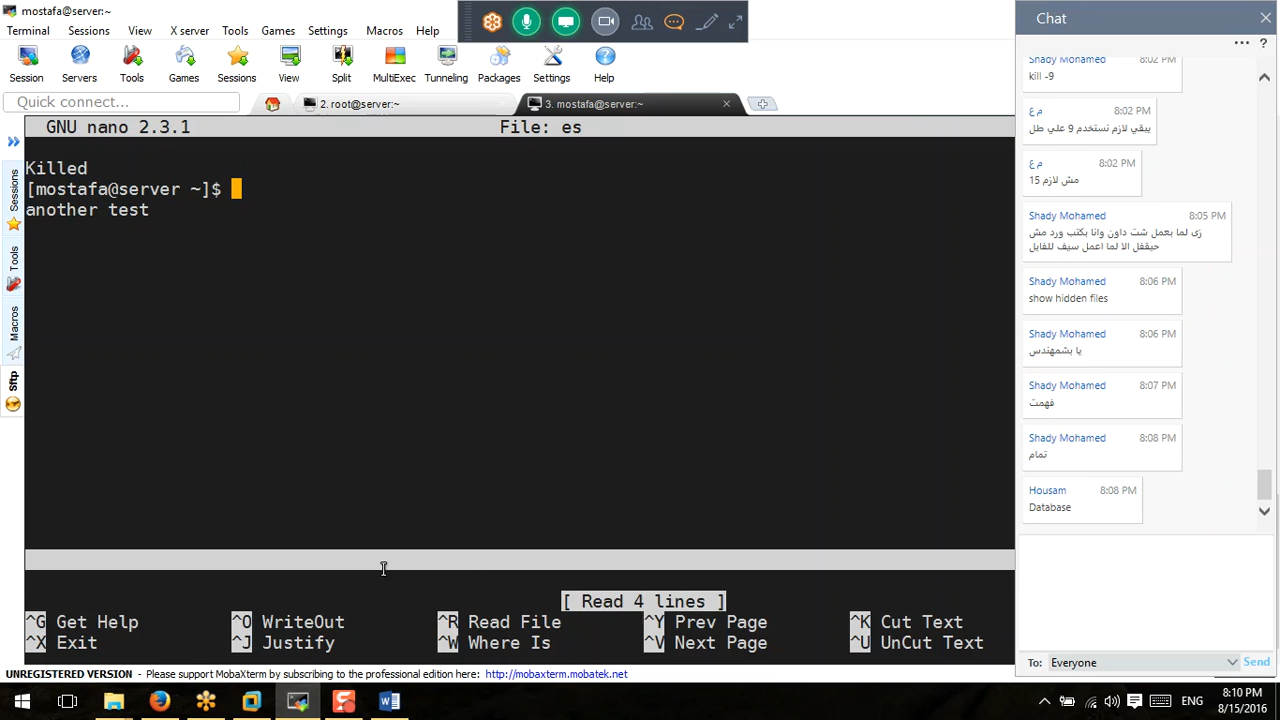 mostafa@server:~
Terminal Sessions View X server Tools Games Settings Macros Help
Session Servers Tools Games Sessions View Split MultiExec Tunneling Packages Settings Help
Quick connect...
2. root@server:~
3. mostafa@server:~
Sessions
Tools
Macros
Sftp
GNU nano 2.3.1 File: es
Killed
[mostafa@server ~]$
another test
[ Read 4 lines ]
^G Get Help ^O WriteOut ^R Read File ^Y Prev Page ^K Cut Text
^X Exit ^J Justify ^W Where Is ^V Next Page ^U UnCut Text
UNREGISTERED VERSION - Please support MobaXterm by subscribing to the professional edition here: http://mobaxterm.mobatek.net
Chat
Shady Mohamed 8:02 PM
kill -9
م ع 8:02 PM
يبقي لازم نستخدم 9 علي طل
م ع 8:02 PM
مش لازم 15
Shady Mohamed 8:05 PM
زى لما بعمل شت داون وانا بكتب ورد مش
حيقفل الا لما اعمل سيف للفايل
Shady Mohamed 8:06 PM
show hidden files
Shady Mohamed 8:06 PM
يا بشمهندس
Shady Mohamed 8:07 PM
فهمت
Shady Mohamed 8:08 PM
تمام
Housam 8:08 PM
Database
To: Everyone Send
ENG
8:10 PM
8/15/2016